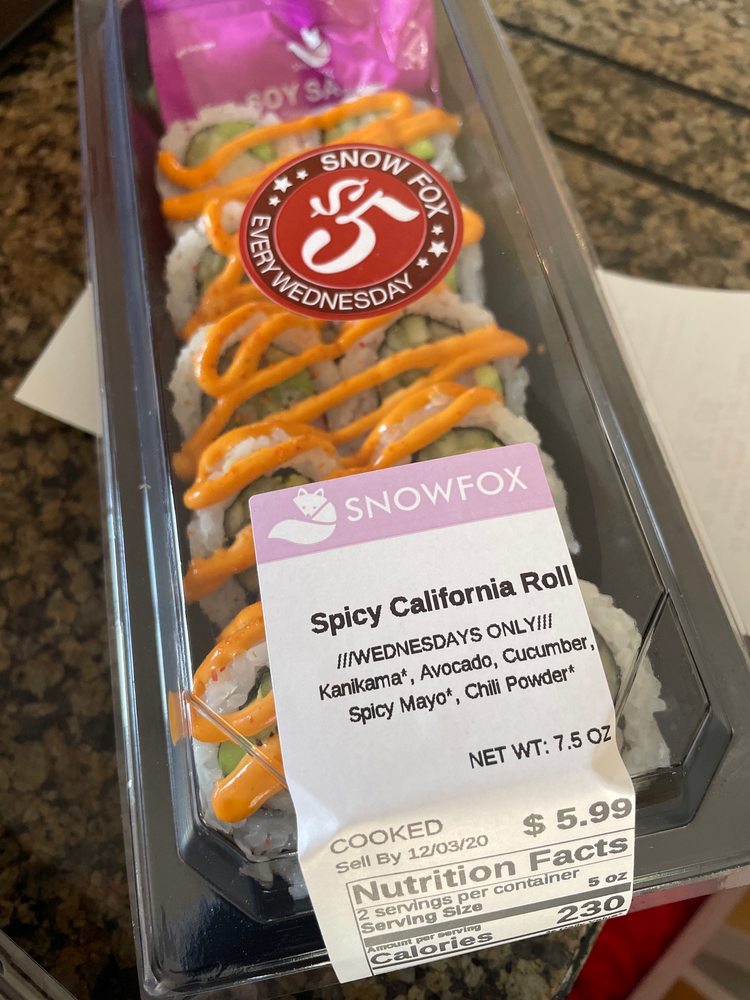 SOY SA
SNOW FOX
$5
EVERY WEDNESDAY
SNOWFOX
Spicy California Roll
///WEDNESDAYS ONLY///
Kanikama*, Avocado, Cucumber,
Spicy Mayo*, Chili Powder*
NET WT: 7.5 OZ
COOKED
$ 5.99
Sell By 12/03/20
Nutrition Facts
2 servings per container
Serving Size 5 oz
Amount per serving
Calories 230